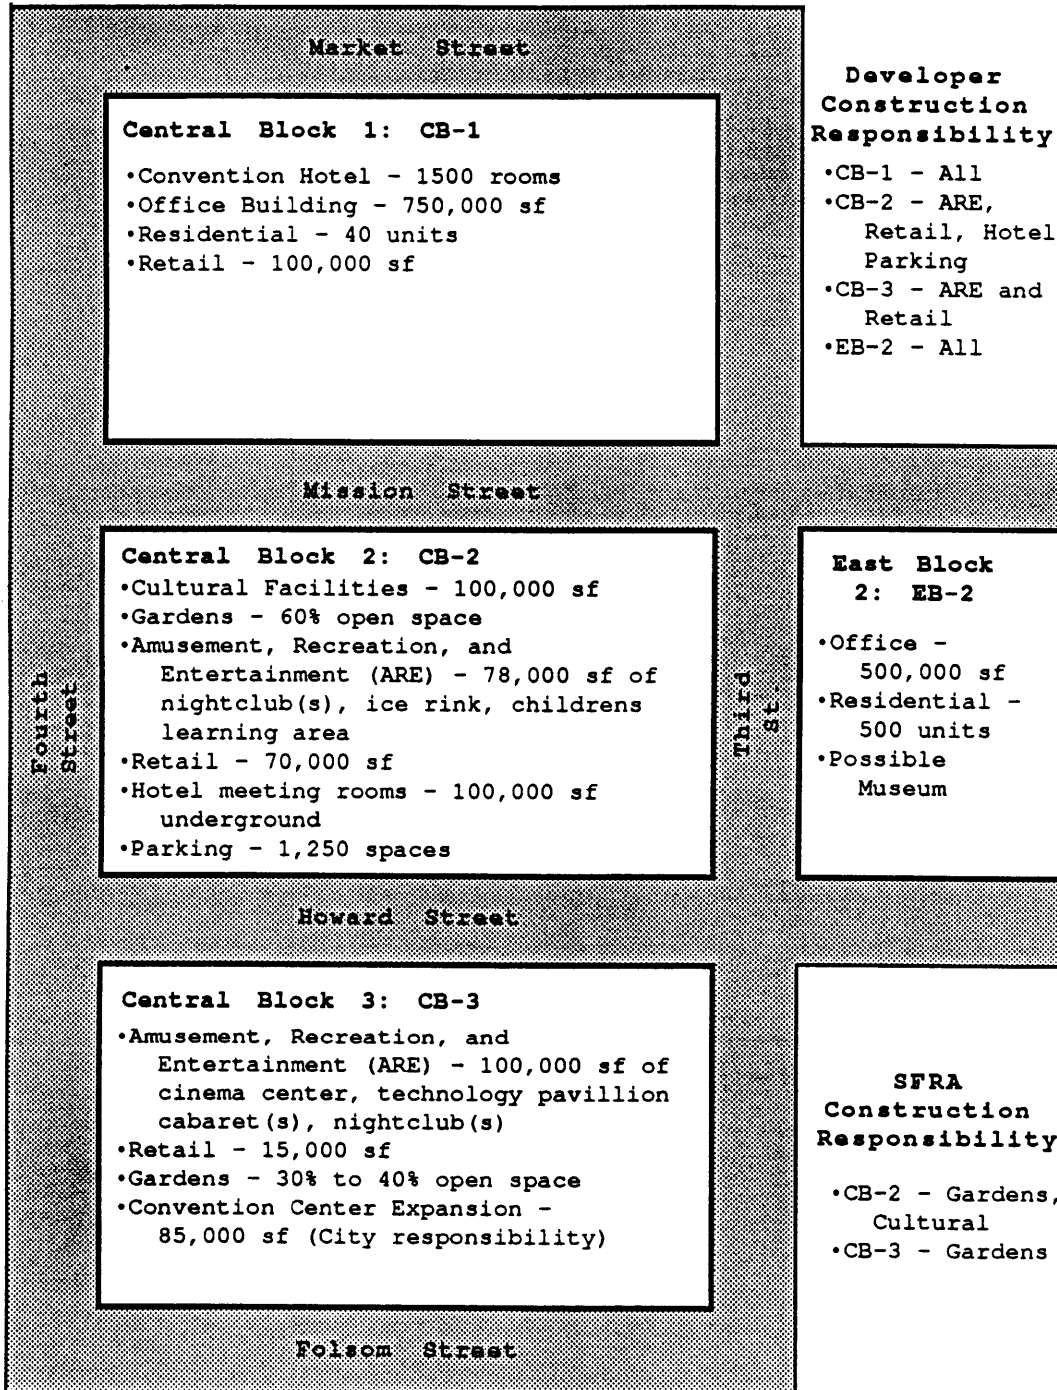 Market Street
Developer
Construction
Responsibility
•CB-1 - All
•CB-2 - ARE,
Retail, Hotel
Parking
•CB-3 - ARE and
Retail
•EB-2 - All
Central Block 1: CB-1
•Convention Hotel - 1500 rooms
•Office Building - 750,000 sf
•Residential - 40 units
•Retail - 100,000 sf
Mission Street
Fourth
Street
Central Block 2: CB-2
•Cultural Facilities - 100,000 sf
•Gardens - 60% open space
•Amusement, Recreation, and
Entertainment (ARE) - 78,000 sf of
nightclub(s), ice rink, childrens
learning area
•Retail - 70,000 sf
•Hotel meeting rooms - 100,000 sf
underground
•Parking - 1,250 spaces
Third
St.
East Block
2: EB-2
•Office -
500,000 sf
•Residential -
500 units
•Possible
Museum
Howard Street
Central Block 3: CB-3
•Amusement, Recreation, and
Entertainment (ARE) - 100,000 sf of
cinema center, technology pavillion
cabaret(s), nightclub(s)
•Retail - 15,000 sf
•Gardens - 30% to 40% open space
•Convention Center Expansion -
85,000 sf (City responsibility)
SFRA
Construction
Responsibility
•CB-2 - Gardens,
Cultural
•CB-3 - Gardens
Folsom Street